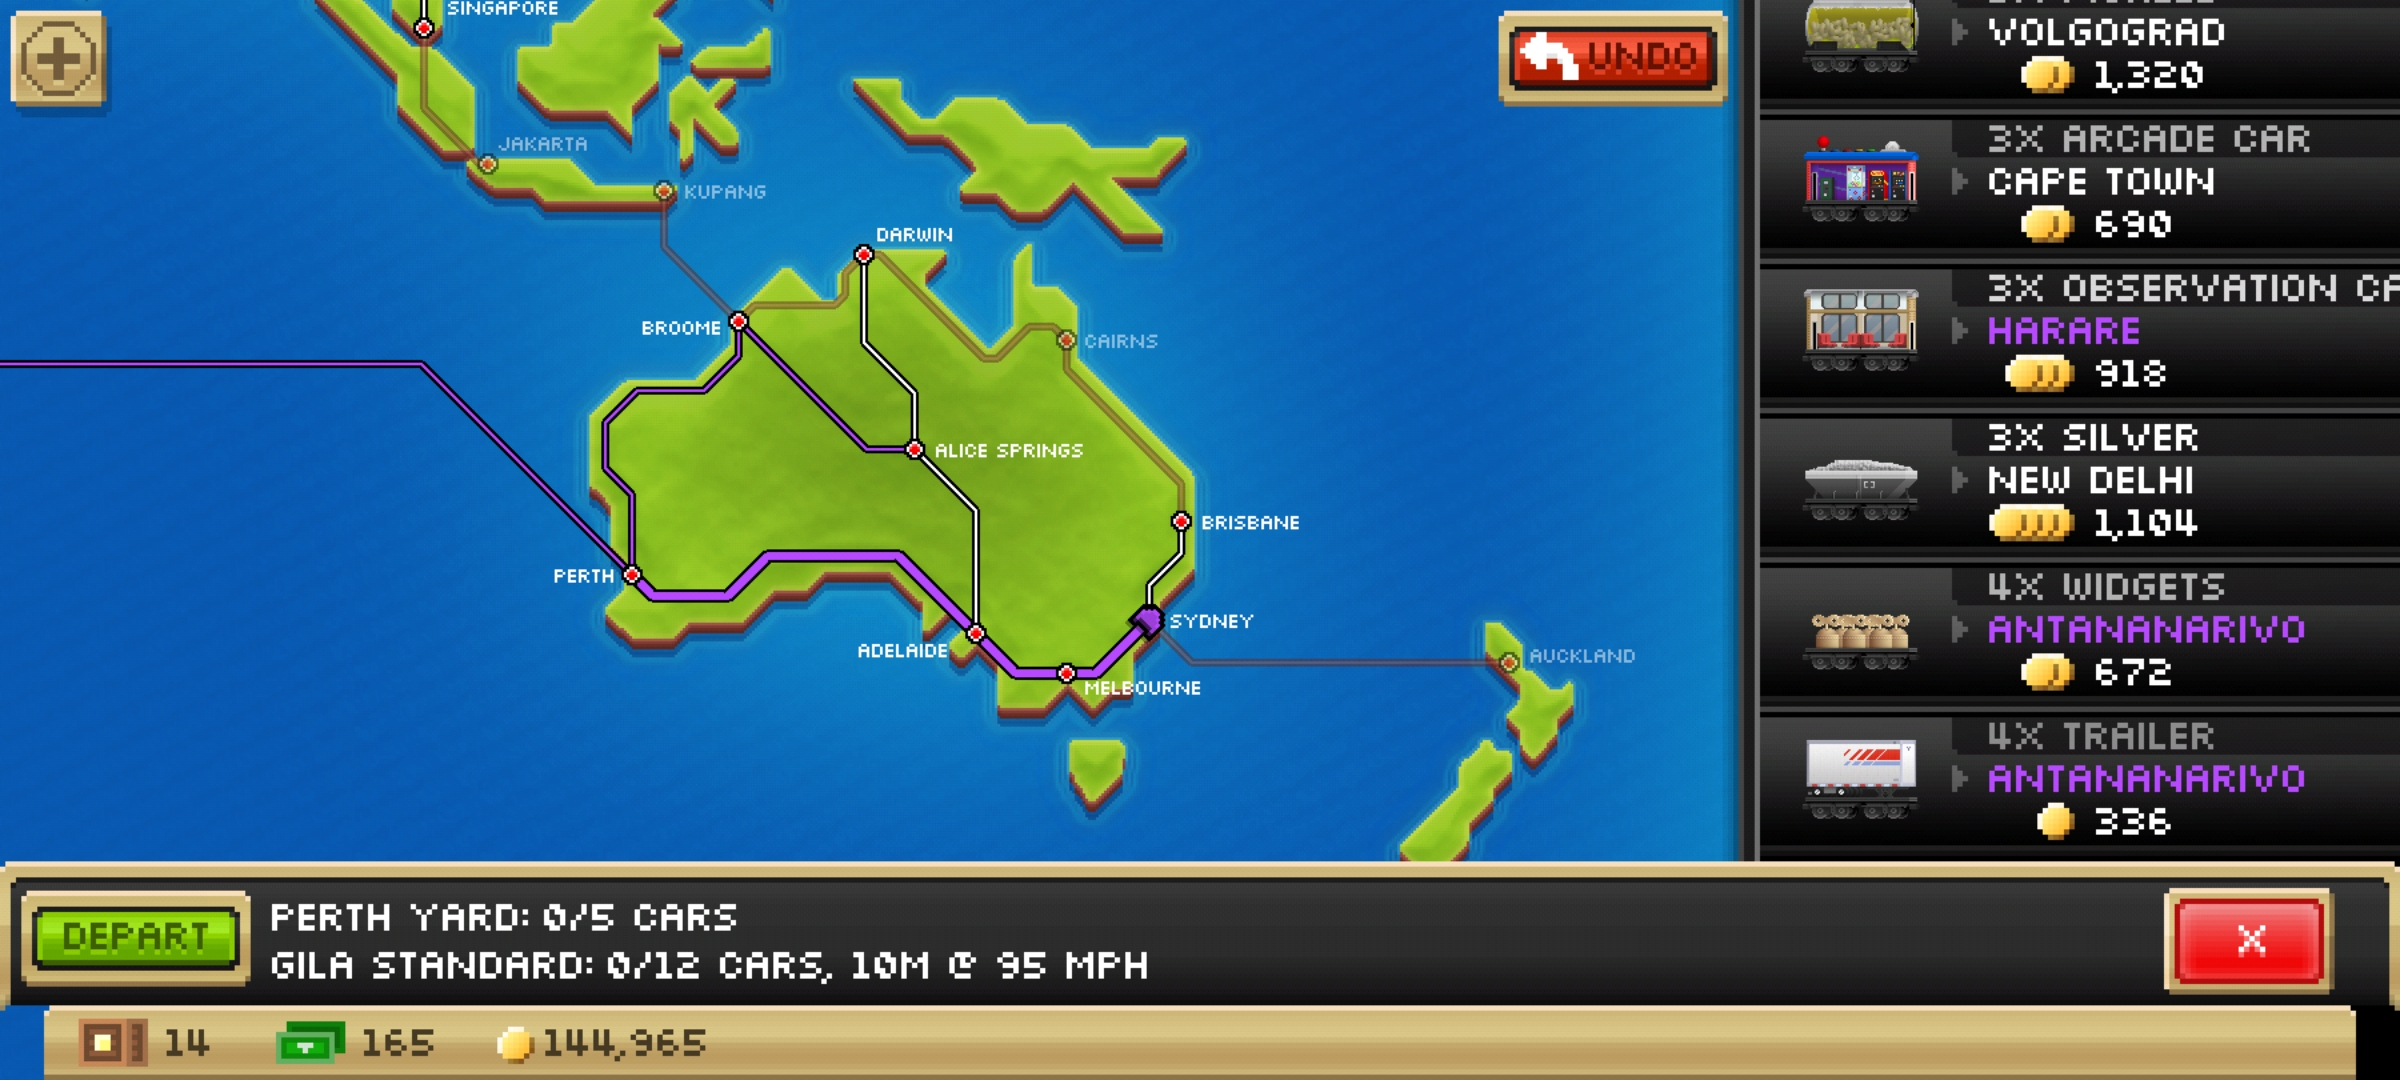 SINGAPORE
JAKARTA
KUPANG
DARWIN
BROOME
CAIRNS
ALICE SPRINGS
BRISBANE
PERTH
SYDNEY
ADELAIDE
AUCKLAND
MELBOURNE
UNDO
VOLGOGRAD
1,320
3X ARCADE CAR
CAPE TOWN
690
3X OBSERVATION CA
HARARE
918
3X SILVER
NEW DELHI
1,104
4X WIDGETS
ANTANANARIVO
672
4X TRAILER
ANTANANARIVO
336
DEPART
PERTH YARD: 0/5 CARS
GILA STANDARD: 0/12 CARS, 10M @ 95 MPH
X
14
165
144,965